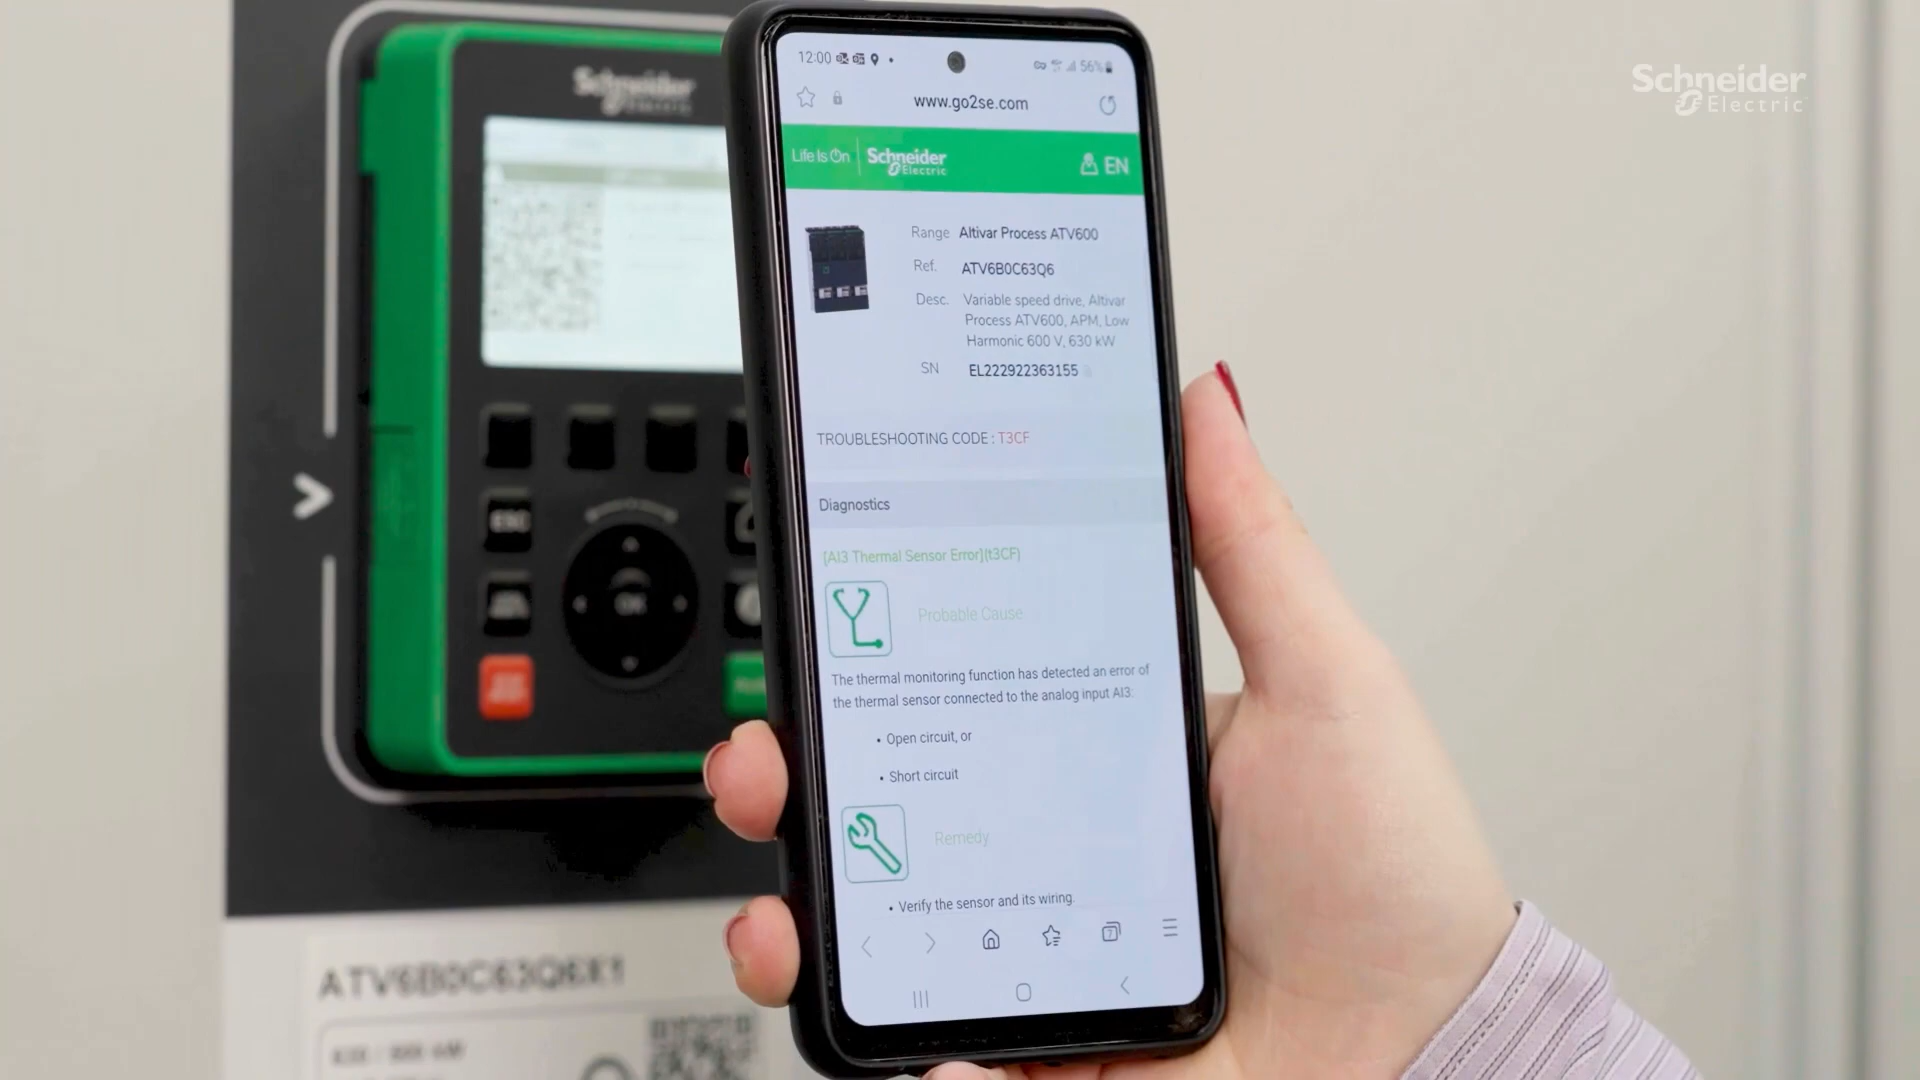 Schneider
Electric
Schneider
Electric
12:00
56%
www.go2se.com
Life Is On
Schneider
Electric
EN
Range Altivar Process ATV600
Ref. ATV6B0C63Q6
Desc. Variable speed drive, Altivar
Process ATV600, APM, Low
Harmonic 600 V, 630 kW
SN EL222922363155
TROUBLESHOOTING CODE : T3CF
Diagnostics
[AI3 Thermal Sensor Error](t3CF)
Probable Cause
The thermal monitoring function has detected an error of
the thermal sensor connected to the analog input AI3:
• Open circuit, or
• Short circuit
Remedy
• Verify the sensor and its wiring.
7
ESC
OK
ATV6B0C63Q6X1